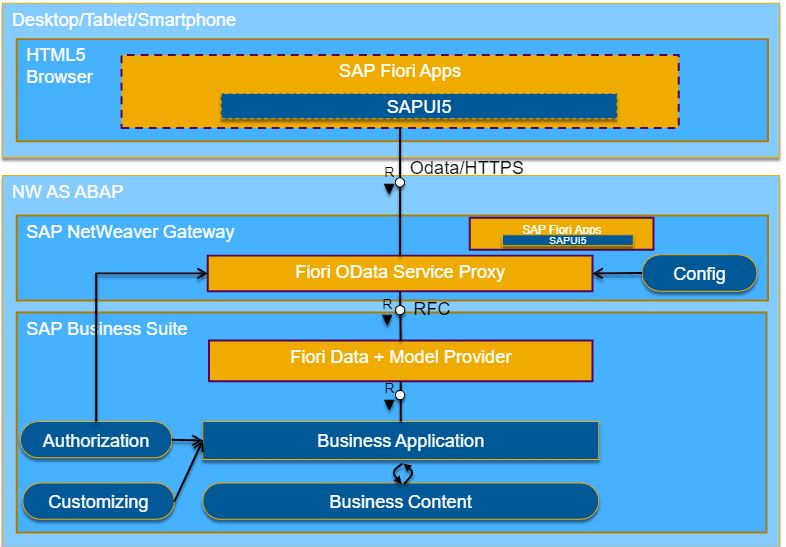 Desktop/Tablet/Smartphone
HTML5
Browser
SAP Fiori Apps
SAPUI5
R
Odata/HTTPS
NW AS ABAP
SAP NetWeaver Gateway
SAP Fiori Apps
SAPUI5
Fiori OData Service Proxy
Config
R
RFC
SAP Business Suite
Fiori Data + Model Provider
R
Authorization
Business Application
Customizing
Business Content